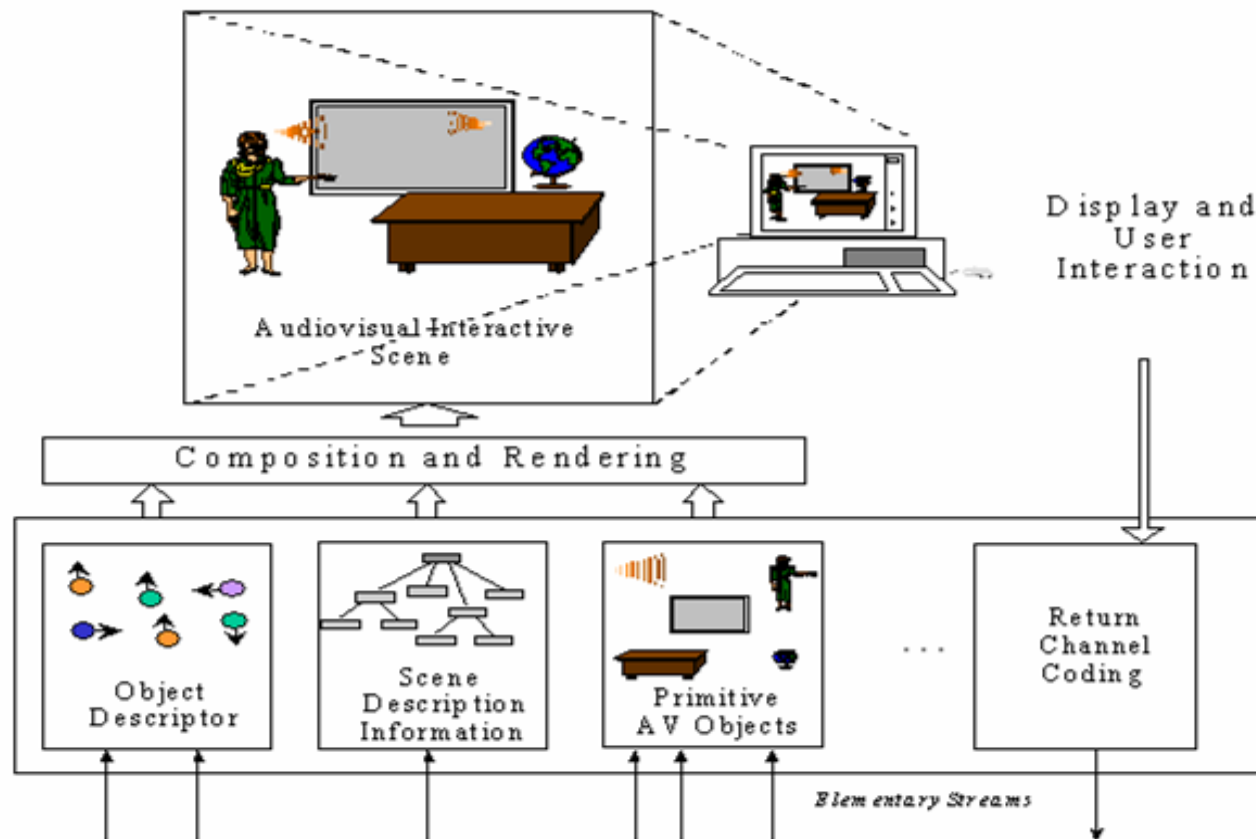 Display and
User
Interaction
Audiovisual Interactive
Scene
Composition and Rendering
Object
Descriptor
Scene
Description
Information
Primitive
AV Objects
...
Return
Channel
Coding
Elementary Streams